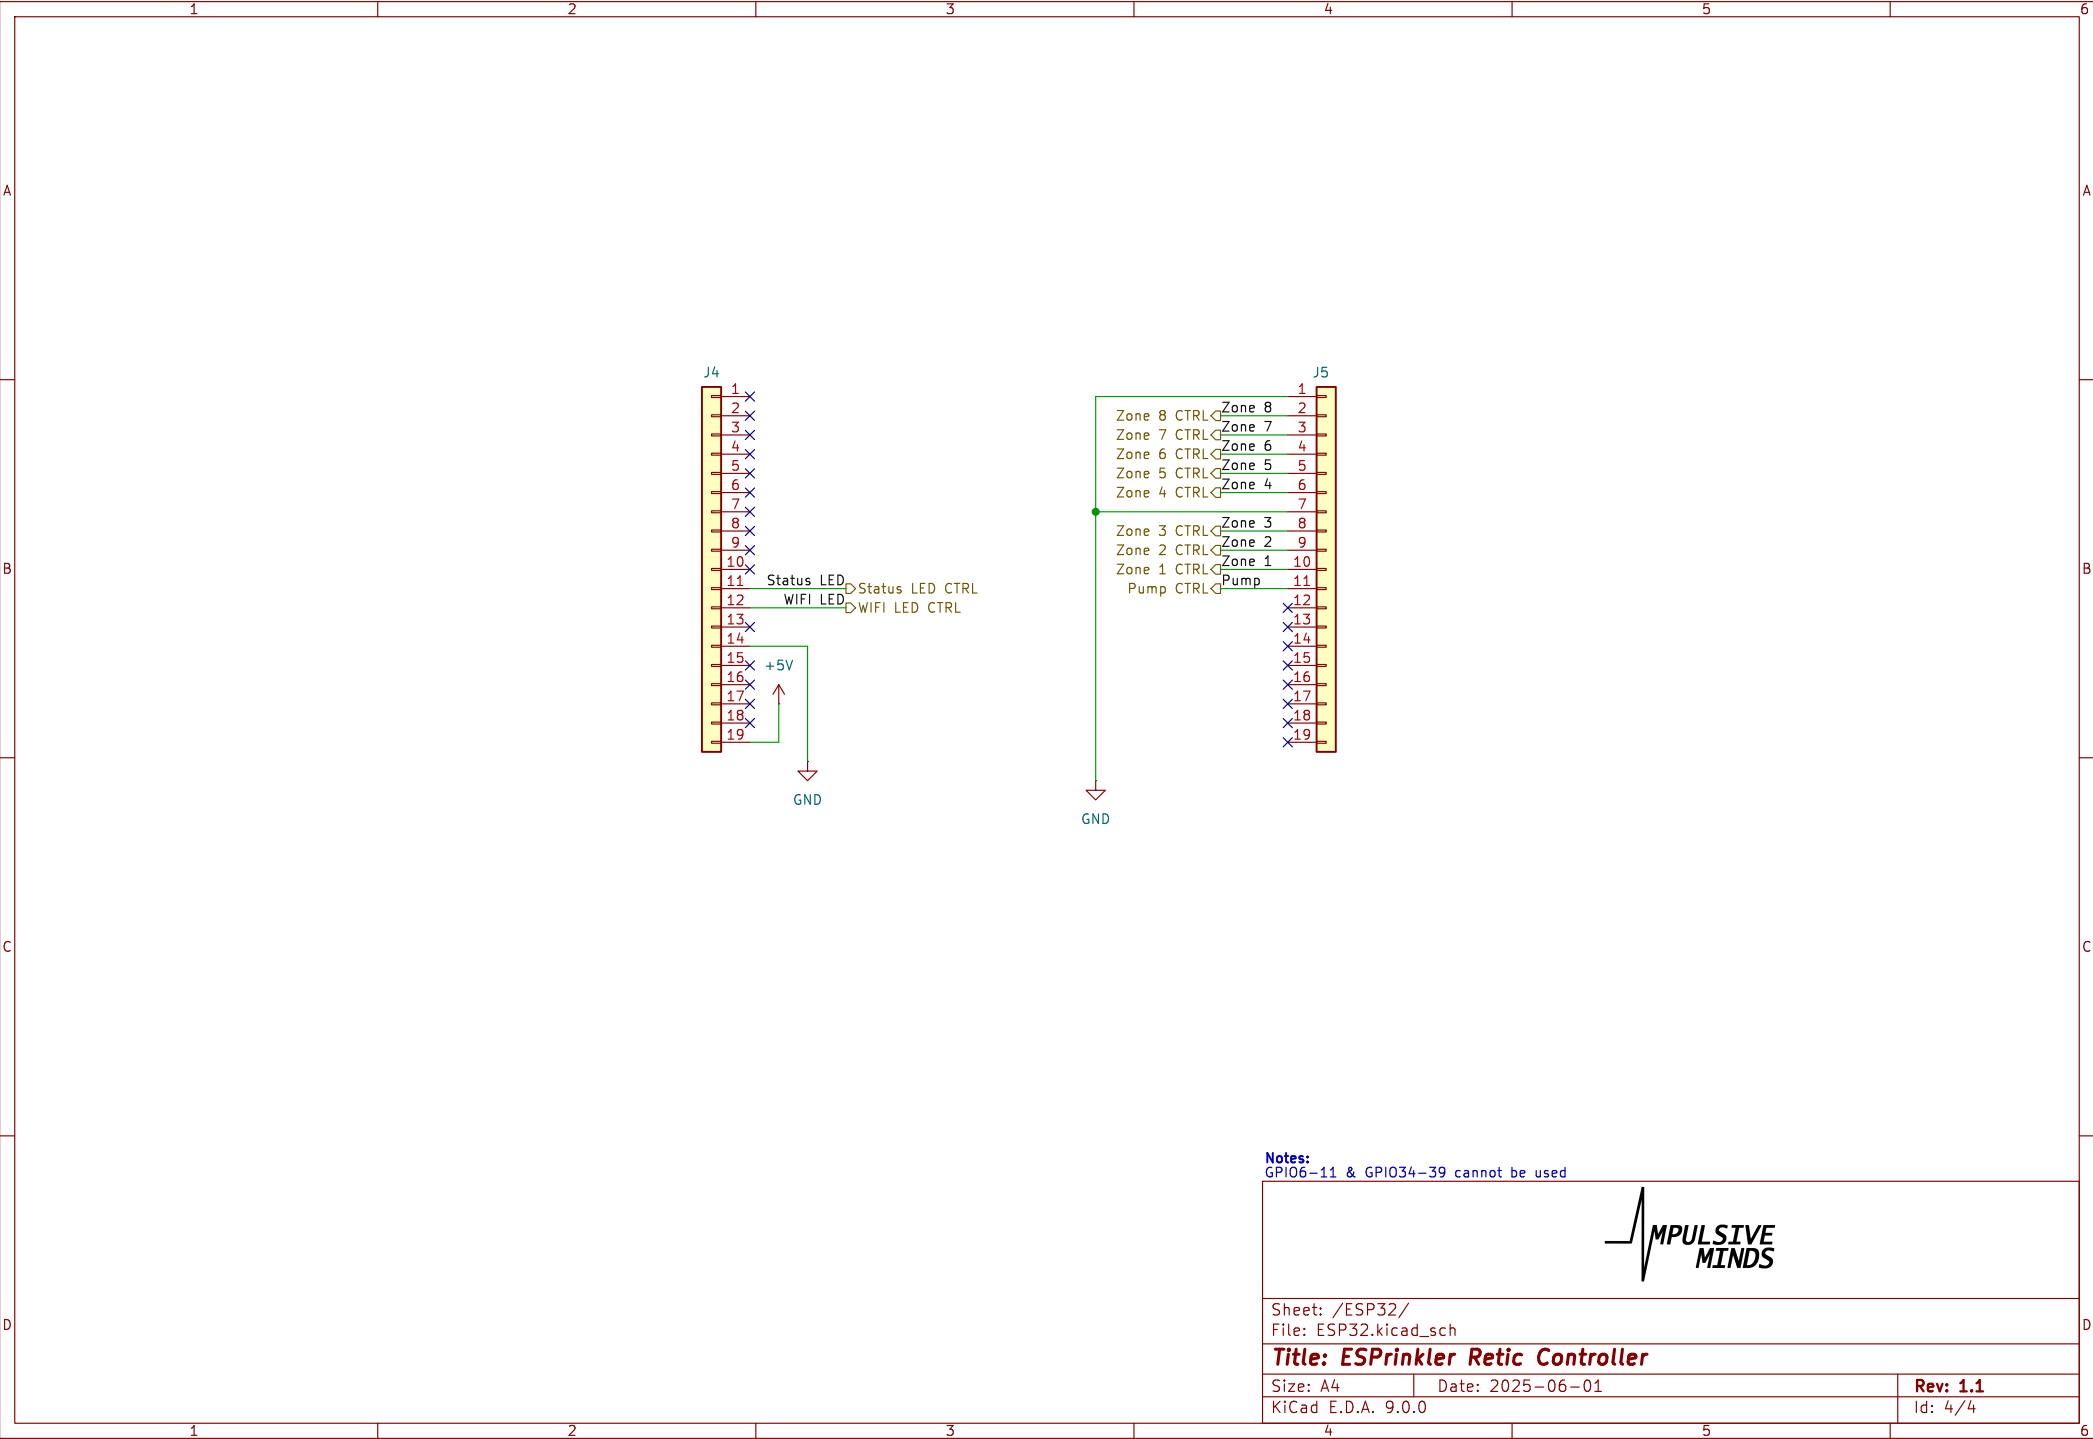 1 2 3 4 5 6
A A
J4 J5
1 1
2 Zone 8 CTRL Zone 8 2
3 Zone 7 CTRL Zone 7 3
4 Zone 6 CTRL Zone 6 4
5 Zone 5 CTRL Zone 5 5
6 Zone 4 CTRL Zone 4 6
7 7
8 Zone 3 CTRL Zone 3 8
9 Zone 2 CTRL Zone 2 9
B 10 Zone 1 CTRL Zone 1 10 B
11 Status LED Status LED CTRL Pump CTRL Pump 11
12 WIFI LED WIFI LED CTRL 12
13 13
14 14
15 +5V 15
16 16
17 17
18 18
19 19
GND
GND
C C
Notes:
GPIO6-11 & GPIO34-39 cannot be used
MPULSIVE
MINDS
Sheet: /ESP32/
File: ESP32.kicad_sch
D D
Title: ESPrinkler Retic Controller
Size: A4 Date: 2025-06-01 Rev: 1.1
KiCad E.D.A. 9.0.0 Id: 4/4
1 2 3 4 5 6